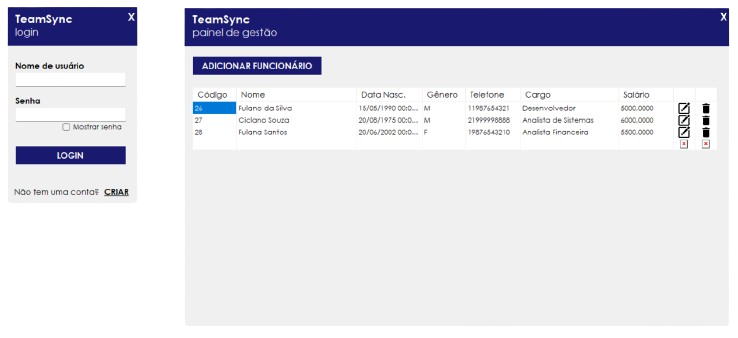 TeamSync X
login
Nome de usuário
Senha
Mostrar senha
LOGIN
Não tem uma conta? CRIAR
TeamSync X
painel de gestão
ADICIONAR FUNCIONÁRIO
Código Nome Data Nasc. Gênero Telefone Cargo Salário
26 Fulano da Silva 15/05/1990 00:0... M 11987654321 Desenvolvedor 5000,0000
27 Ciclano Souza 20/08/1975 00:0... M 21999998888 Analista de Sistemas 6000,0000
28 Fulana Santos 20/06/2002 00:0... F 19876543210 Analista Financeira 5500,0000